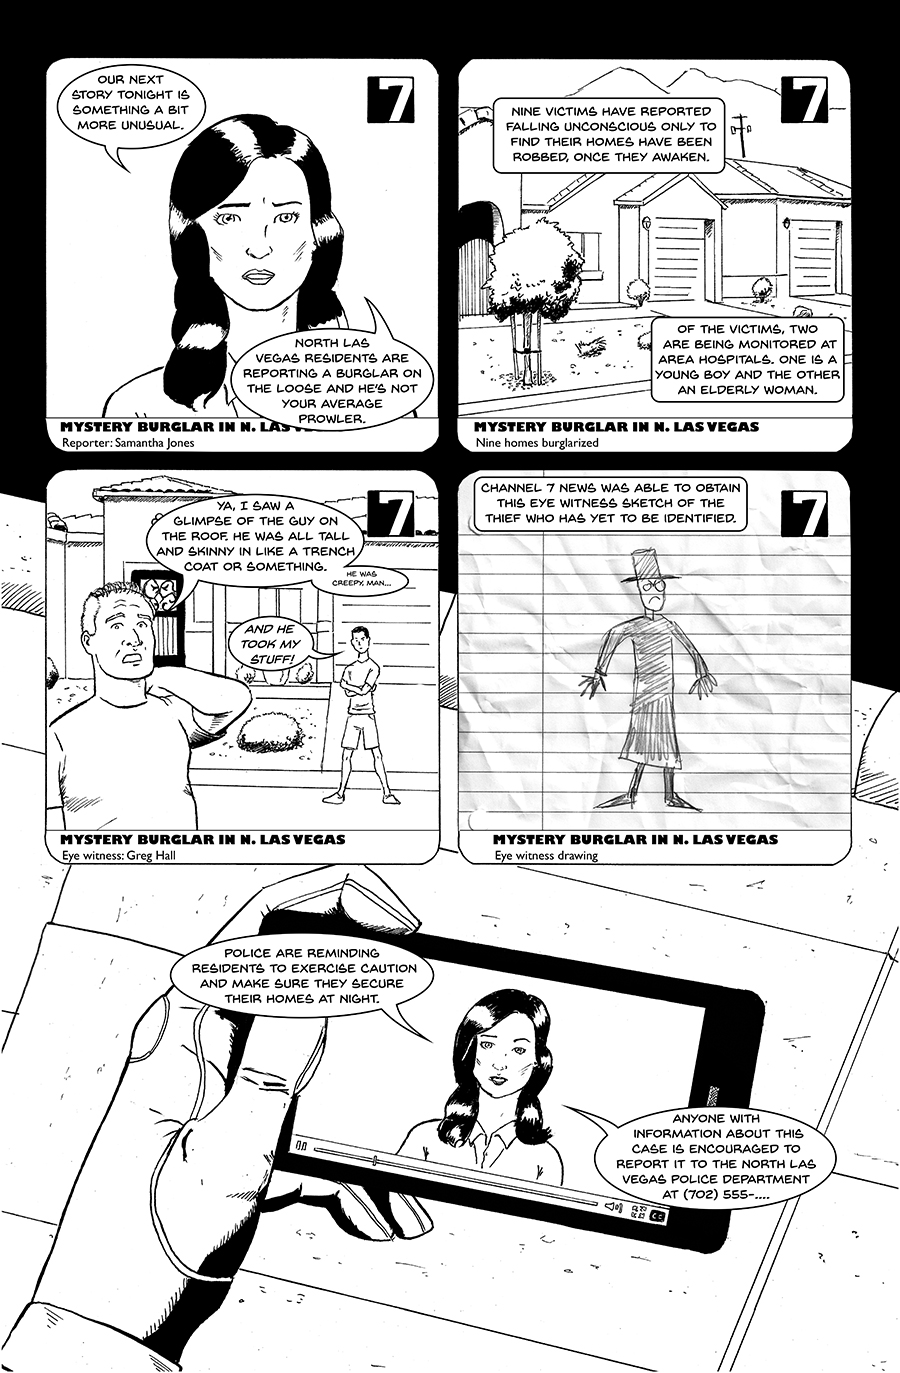 OUR NEXT
STORY TONIGHT IS
SOMETHING A BIT
MORE UNUSUAL.
7
NORTH LAS
VEGAS RESIDENTS ARE
REPORTING A BURGLAR ON
THE LOOSE AND HE'S NOT
YOUR AVERAGE
PROWLER.
MYSTERY BURGLAR IN N. LAS
Reporter: Samantha Jones
7
NINE VICTIMS HAVE REPORTED
FALLING UNCONSCIOUS ONLY TO
FIND THEIR HOMES HAVE BEEN
ROBBED, ONCE THEY AWAKEN.
OF THE VICTIMS, TWO
ARE BEING MONITORED AT
AREA HOSPITALS. ONE IS A
YOUNG BOY AND THE OTHER
AN ELDERLY WOMAN.
MYSTERY BURGLAR IN N. LAS VEGAS
Nine homes burglarized
YA, I SAW A
GLIMPSE OF THE GUY ON
THE ROOF. HE WAS ALL TALL
AND SKINNY IN LIKE A TRENCH
COAT OR SOMETHING.
7
HE WAS
CREEPY, MAN...
AND HE
TOOK MY
STUFF!
MYSTERY BURGLAR IN N. LAS VEGAS
Eye witness: Greg Hall
CHANNEL 7 NEWS WAS ABLE TO OBTAIN
THIS EYE WITNESS SKETCH OF THE
THIEF WHO HAS YET TO BE IDENTIFIED.
7
MYSTERY BURGLAR IN N. LAS VEGAS
Eye witness drawing
POLICE ARE REMINDING
RESIDENTS TO EXERCISE CAUTION
AND MAKE SURE THEY SECURE
THEIR HOMES AT NIGHT.
ANYONE WITH
INFORMATION ABOUT THIS
CASE IS ENCOURAGED TO
REPORT IT TO THE NORTH LAS
VEGAS POLICE DEPARTMENT
AT (702) 555-....
CC